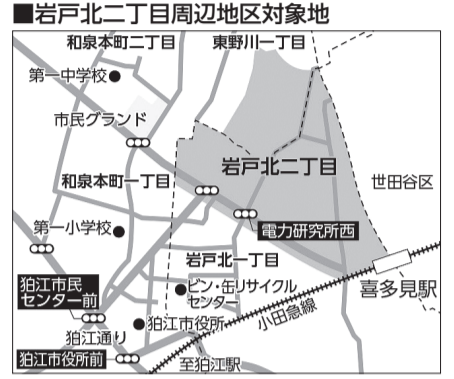 ■岩戸北二丁目周辺地区対象地
和泉本町二丁目
東野川一丁目
第一中学校
市民グランド
岩戸北二丁目
和泉本町一丁目
世田谷区
第一小学校
電力研究所西
岩戸北一丁目
狛江市民
センター前
ビン・缶リサイクル
センター
喜多見駅
小田急線
狛江市役所
狛江通り
狛江市役所前
至狛江駅